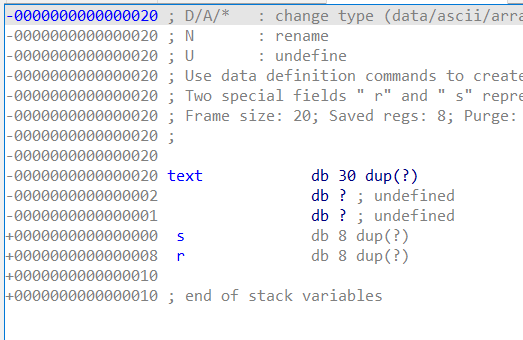 -0000000000000020 ; D/A/*   : change type (data/ascii/arra
-0000000000000020 ; N       : rename
-0000000000000020 ; U       : undefine
-0000000000000020 ; Use data definition commands to create
-0000000000000020 ; Two special fields " r" and " s" repre
-0000000000000020 ; Frame size: 20; Saved regs: 8; Purge:
-0000000000000020 ;
-0000000000000020
-0000000000000020 text            db 30 dup(?)
-0000000000000002                 db ? ; undefined
-0000000000000001                 db ? ; undefined
+0000000000000000  s              db 8 dup(?)
+0000000000000008  r              db 8 dup(?)
+0000000000000010
+0000000000000010 ; end of stack variables